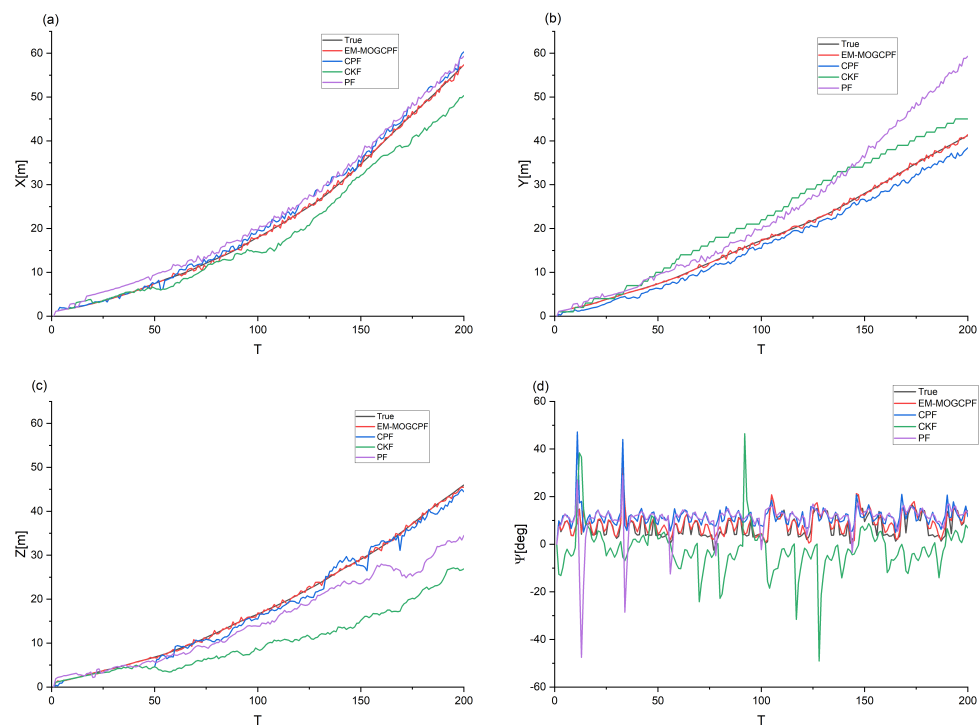 (a)
True
EM-MOGCPF
CPF
CKF
PF
X[m]
60
50
40
30
20
10
0
0
50
100
150
200
T
(b)
True
EM-MOGCPF
CPF
CKF
PF
Y[m]
60
50
40
30
20
10
0
0
50
100
150
200
T
(c)
True
EM-MOGCPF
CPF
CKF
PF
Z[m]
60
50
40
30
20
10
0
0
50
100
150
200
T
(d)
True
EM-MOGCPF
CPF
CKF
PF
Ψ[deg]
60
40
20
0
-20
-40
-60
0
50
100
150
200
T